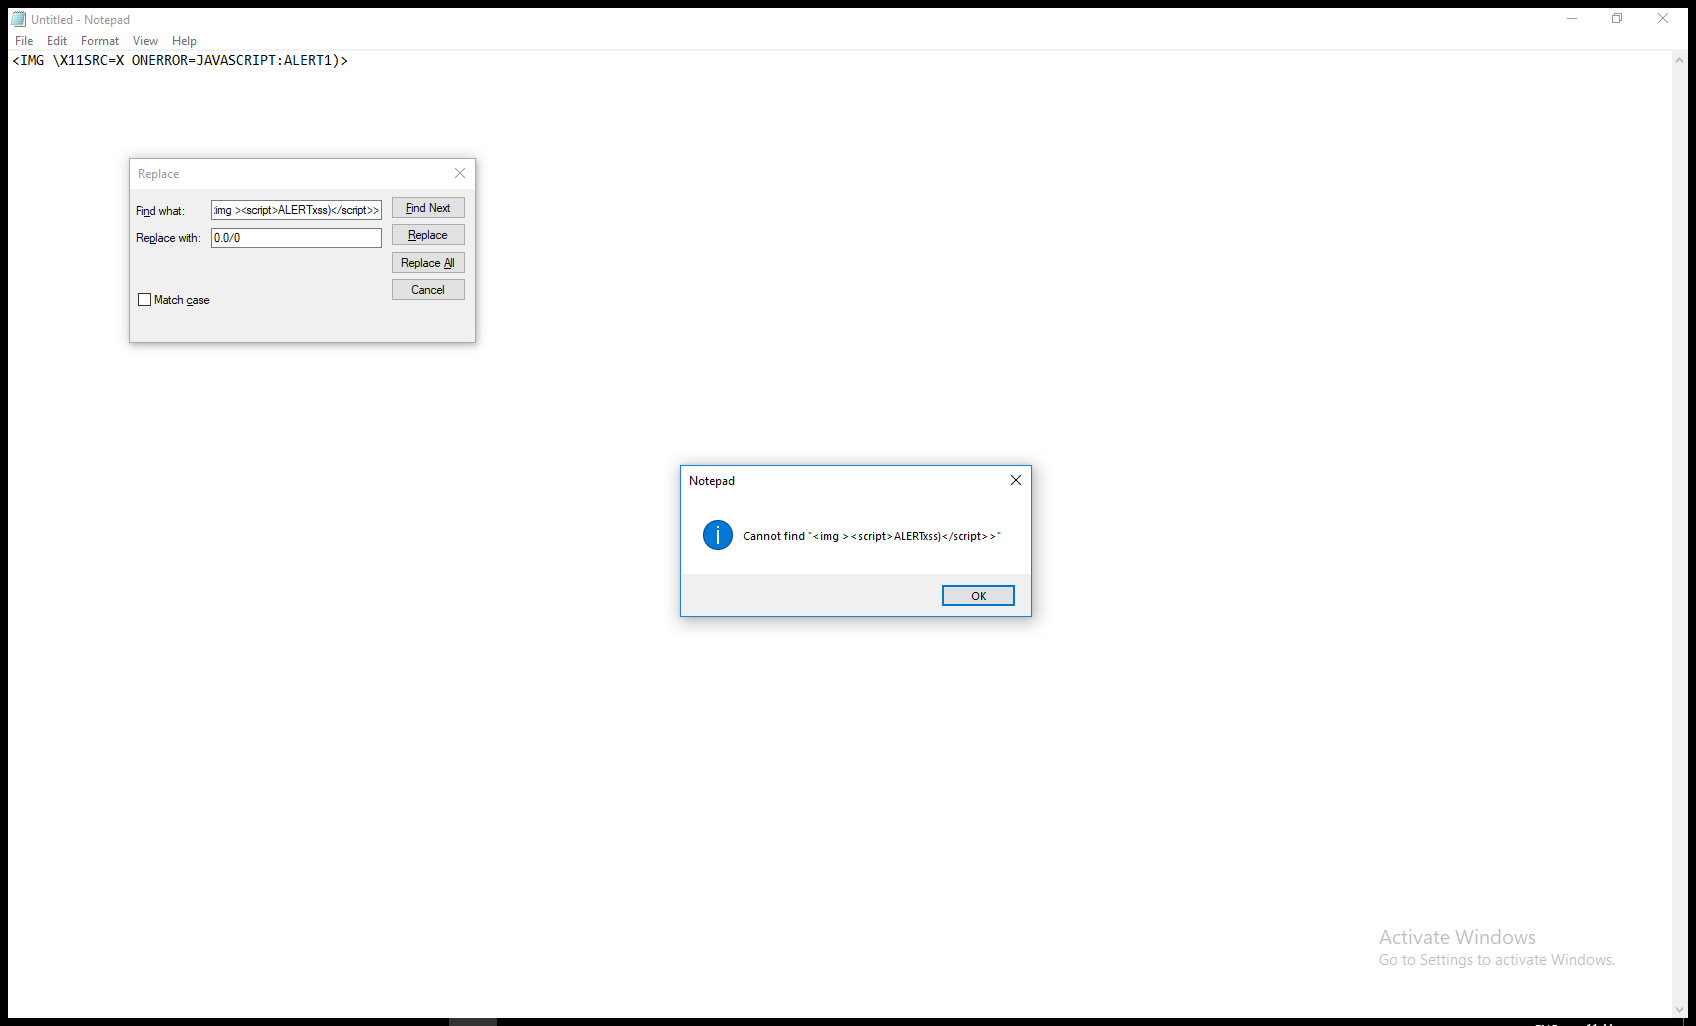 Untitled - Notepad
File Edit Format View Help
<IMG \X11SRC=X ONERROR=JAVASCRIPT:ALERT1)>
Replace
Find what: img ><script>ALERTxss)</script>> Find Next
Replace with: 0.0/0 Replace
Replace All
Cancel
Match case
Notepad
Cannot find "<img ><script>ALERTxss)</script>>"
OK
Activate Windows
Go to Settings to activate Windows.